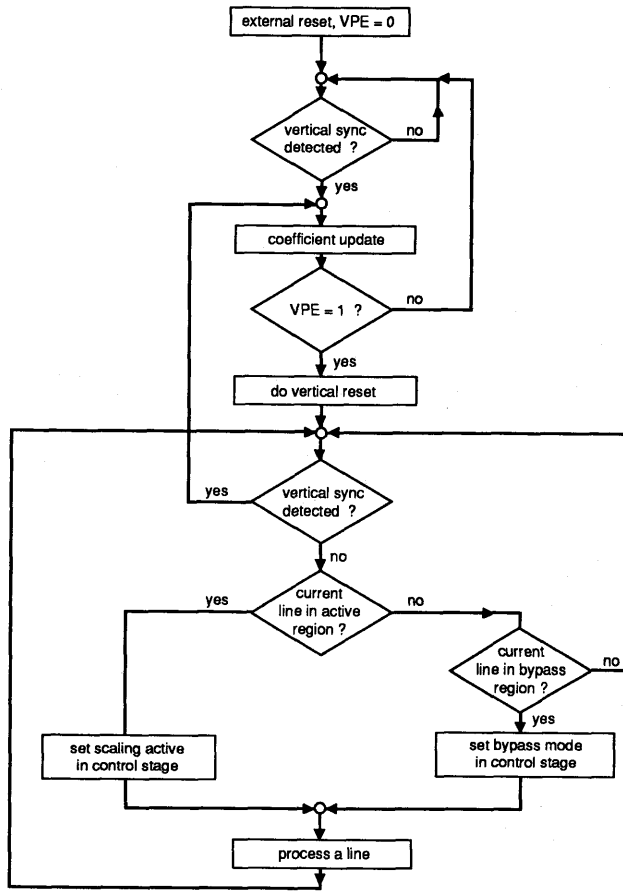 external reset, VPE = 0
vertical sync
detected ?
no
yes
coefficient update
VPE = 1 ?
no
yes
do vertical reset
yes
vertical sync
detected ?
no
yes
current
line in active
region ?
no
current
line in bypass
region ?
no
yes
set scaling active
in control stage
set bypass mode
in control stage
process a line